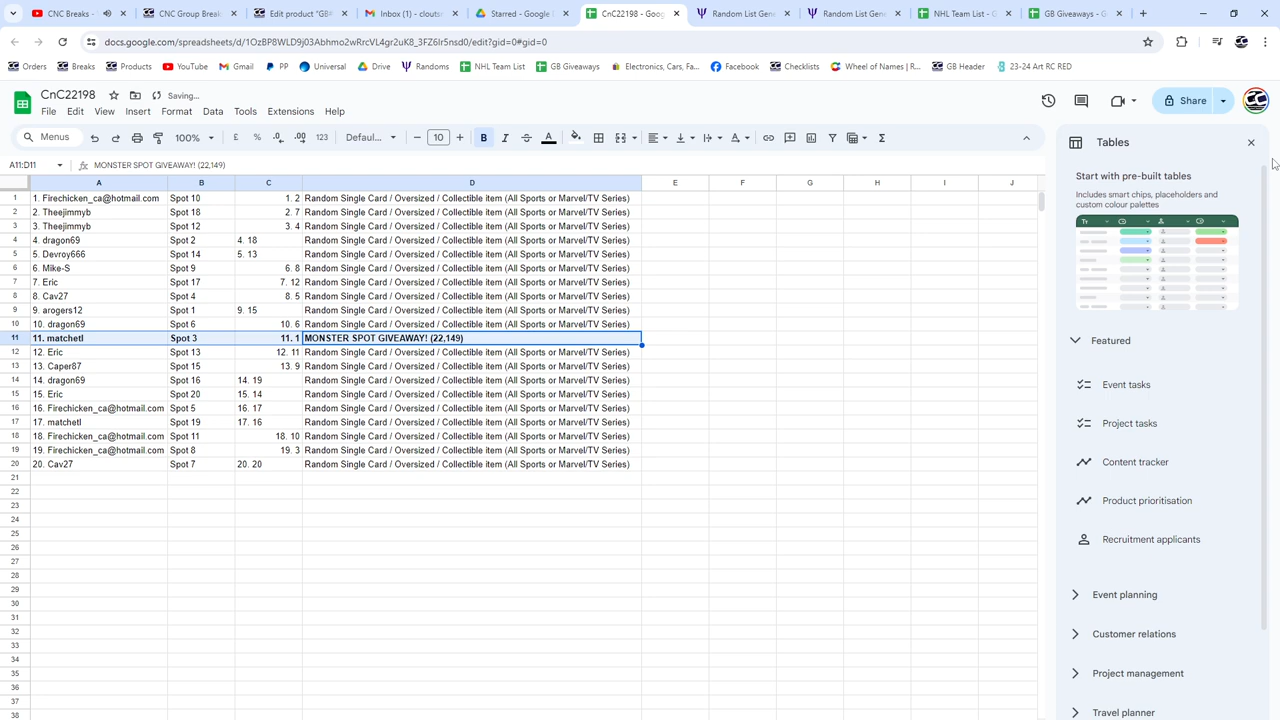 CNC Breaks -
CNC Group Break
Edit product "GB#
Inbox (1) - clou
Starred - Google D
CnC22198 - Goo
Random List Gene
Random List Gene
NHL Team List - G
GB Giveaways - G
docs.google.com/spreadsheets/d/1OzBP8WLD9j03Abhmo2wRrcVL4gr2uK8_3FZ6Ir5nsd0/edit?gid=0#gid=0
Orders Breaks Products YouTube Gmail PP Universal Drive Randoms NHL Team List GB Giveaways Electronics, Cars, Fa... Facebook Checklists Wheel of Names | R... GB Header 23-24 Art RC RED
CnC22198 Saving...
File Edit View Insert Format Data Tools Extensions Help
Share
Menus 100% £ % .0 .00 123 Defaul... 10 B I A
A11:D11 fx MONSTER SPOT GIVEAWAY! (22,149)
A B C D E F G H I J
1 1. Firechicken_ca@hotmail.com Spot 10 1. 2 Random Single Card / Oversized / Collectible item (All Sports or Marvel/TV Series)
2 2. Theejimmyb Spot 18 2. 7 Random Single Card / Oversized / Collectible item (All Sports or Marvel/TV Series)
3 3. Theejimmyb Spot 12 3. 4 Random Single Card / Oversized / Collectible item (All Sports or Marvel/TV Series)
4 4. dragon69 Spot 2 4. 18 Random Single Card / Oversized / Collectible item (All Sports or Marvel/TV Series)
5 5. Devroy666 Spot 14 5. 13 Random Single Card / Oversized / Collectible item (All Sports or Marvel/TV Series)
6 6. Mike-S Spot 9 6. 8 Random Single Card / Oversized / Collectible item (All Sports or Marvel/TV Series)
7 7. Eric Spot 17 7. 12 Random Single Card / Oversized / Collectible item (All Sports or Marvel/TV Series)
8 8. Cav27 Spot 4 8. 5 Random Single Card / Oversized / Collectible item (All Sports or Marvel/TV Series)
9 9. arogers12 Spot 1 9. 15 Random Single Card / Oversized / Collectible item (All Sports or Marvel/TV Series)
10 10. dragon69 Spot 6 10. 6 Random Single Card / Oversized / Collectible item (All Sports or Marvel/TV Series)
11 11. matchetl Spot 3 11. 1 MONSTER SPOT GIVEAWAY! (22,149)
12 12. Eric Spot 13 12. 11 Random Single Card / Oversized / Collectible item (All Sports or Marvel/TV Series)
13 13. Caper87 Spot 15 13. 9 Random Single Card / Oversized / Collectible item (All Sports or Marvel/TV Series)
14 14. dragon69 Spot 16 14. 19 Random Single Card / Oversized / Collectible item (All Sports or Marvel/TV Series)
15 15. Eric Spot 20 15. 14 Random Single Card / Oversized / Collectible item (All Sports or Marvel/TV Series)
16 16. Firechicken_ca@hotmail.com Spot 5 16. 17 Random Single Card / Oversized / Collectible item (All Sports or Marvel/TV Series)
17 17. matchetl Spot 19 17. 16 Random Single Card / Oversized / Collectible item (All Sports or Marvel/TV Series)
18 18. Firechicken_ca@hotmail.com Spot 11 18. 10 Random Single Card / Oversized / Collectible item (All Sports or Marvel/TV Series)
19 19. Firechicken_ca@hotmail.com Spot 8 19. 3 Random Single Card / Oversized / Collectible item (All Sports or Marvel/TV Series)
20 20. Cav27 Spot 7 20. 20 Random Single Card / Oversized / Collectible item (All Sports or Marvel/TV Series)
21
22
23
24
25
26
27
28
29
30
31
32
33
34
35
36
37
38
Tables
Start with pre-built tables
Includes smart chips, placeholders and
custom colour palettes
Featured
Event tasks
Project tasks
Content tracker
Product prioritisation
Recruitment applicants
Event planning
Customer relations
Project management
Travel planner